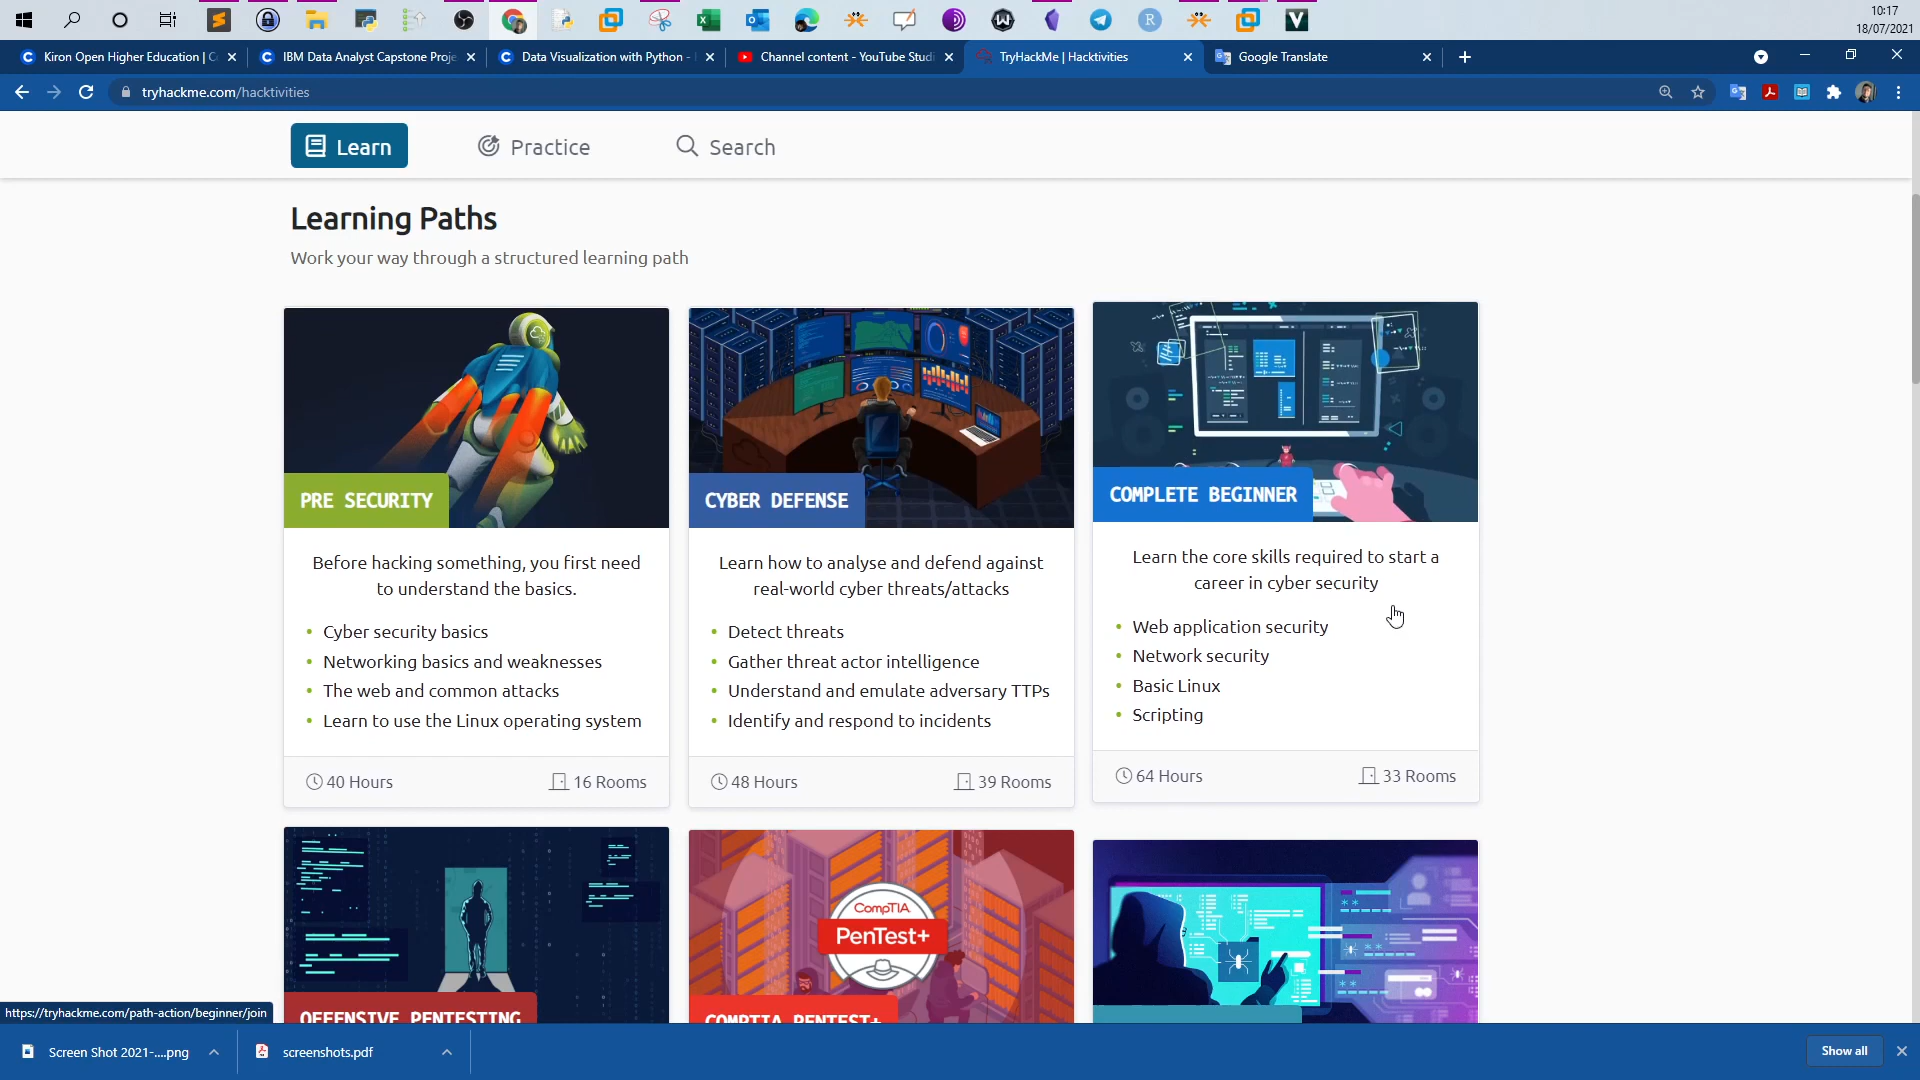 10:17
18/07/2021
Kiron Open Higher Education | C
IBM Data Analyst Capstone Proje
Data Visualization with Python -
Channel content - YouTube Studi
TryHackMe | Hacktivities
Google Translate
tryhackme.com/hacktivities
Learn
Practice
Search
Learning Paths
Work your way through a structured learning path
PRE SECURITY
Before hacking something, you first need
to understand the basics.
• Cyber security basics
• Networking basics and weaknesses
• The web and common attacks
• Learn to use the Linux operating system
40 Hours
16 Rooms
CYBER DEFENSE
Learn how to analyse and defend against
real-world cyber threats/attacks
• Detect threats
• Gather threat actor intelligence
• Understand and emulate adversary TTPs
• Identify and respond to incidents
48 Hours
39 Rooms
COMPLETE BEGINNER
Learn the core skills required to start a
career in cyber security
• Web application security
• Network security
• Basic Linux
• Scripting
64 Hours
33 Rooms
OFFENSIVE PENTESTING
CompTIA
PenTest+
COMPTIA PENTEST+
https://tryhackme.com/path-action/beginner/join
Screen Shot 2021-....png
screenshots.pdf
Show all